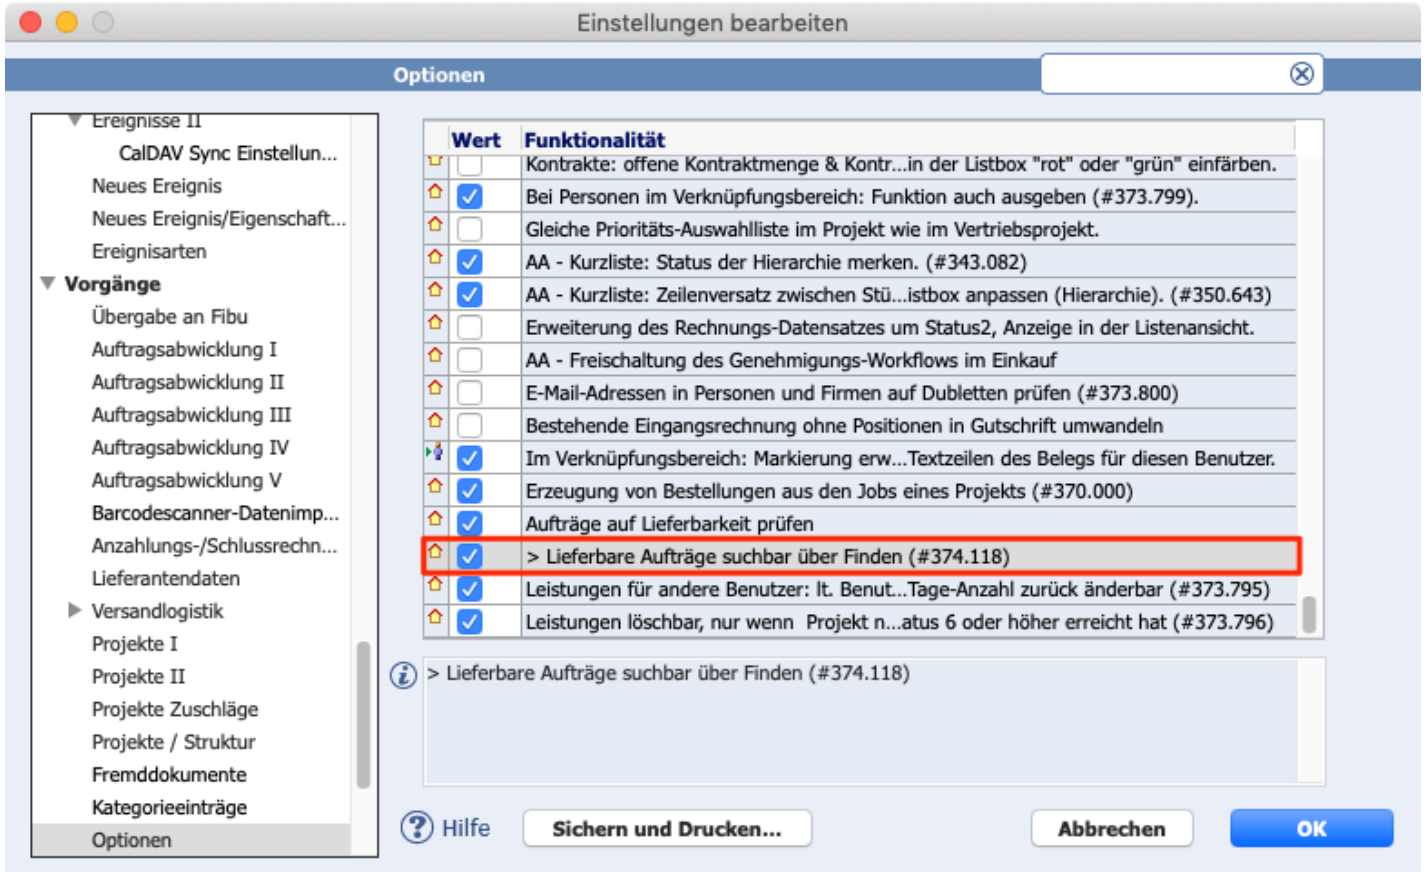 Einstellungen bearbeiten
Optionen
Ereignisse II
CalDAV Sync Einstellun...
Neues Ereignis
Neues Ereignis/Eigenschaft...
Ereignisarten
Vorgänge
Übergabe an Fibu
Auftragsabwicklung I
Auftragsabwicklung II
Auftragsabwicklung III
Auftragsabwicklung IV
Auftragsabwicklung V
Barcodescanner-Datenimp...
Anzahlungs-/Schlussrechn...
Lieferantendaten
Versandlogistik
Projekte I
Projekte II
Projekte Zuschläge
Projekte / Struktur
Fremddokumente
Kategorieeinträge
Optionen
Wert Funktionalität
Kontrakte: offene Kontraktmenge & Kontr...in der Listbox "rot" oder "grün" einfärben.
Bei Personen im Verknüpfungsbereich: Funktion auch ausgeben (#373.799).
Gleiche Prioritäts-Auswahlliste im Projekt wie im Vertriebsprojekt.
AA - Kurzliste: Status der Hierarchie merken. (#343.082)
AA - Kurzliste: Zeilenversatz zwischen Stü...istbox anpassen (Hierarchie). (#350.643)
Erweiterung des Rechnungs-Datensatzes um Status2, Anzeige in der Listenansicht.
AA - Freischaltung des Genehmigungs-Workflows im Einkauf
E-Mail-Adressen in Personen und Firmen auf Dubletten prüfen (#373.800)
Bestehende Eingangsrechnung ohne Positionen in Gutschrift umwandeln
Im Verknüpfungsbereich: Markierung erw...Textzeilen des Belegs für diesen Benutzer.
Erzeugung von Bestellungen aus den Jobs eines Projekts (#370.000)
Aufträge auf Lieferbarkeit prüfen
> Lieferbare Aufträge suchbar über Finden (#374.118)
Leistungen für andere Benutzer: lt. Benut...Tage-Anzahl zurück änderbar (#373.795)
Leistungen löschbar, nur wenn Projekt n...atus 6 oder höher erreicht hat (#373.796)
> Lieferbare Aufträge suchbar über Finden (#374.118)
Hilfe
Sichern und Drucken...
Abbrechen
OK